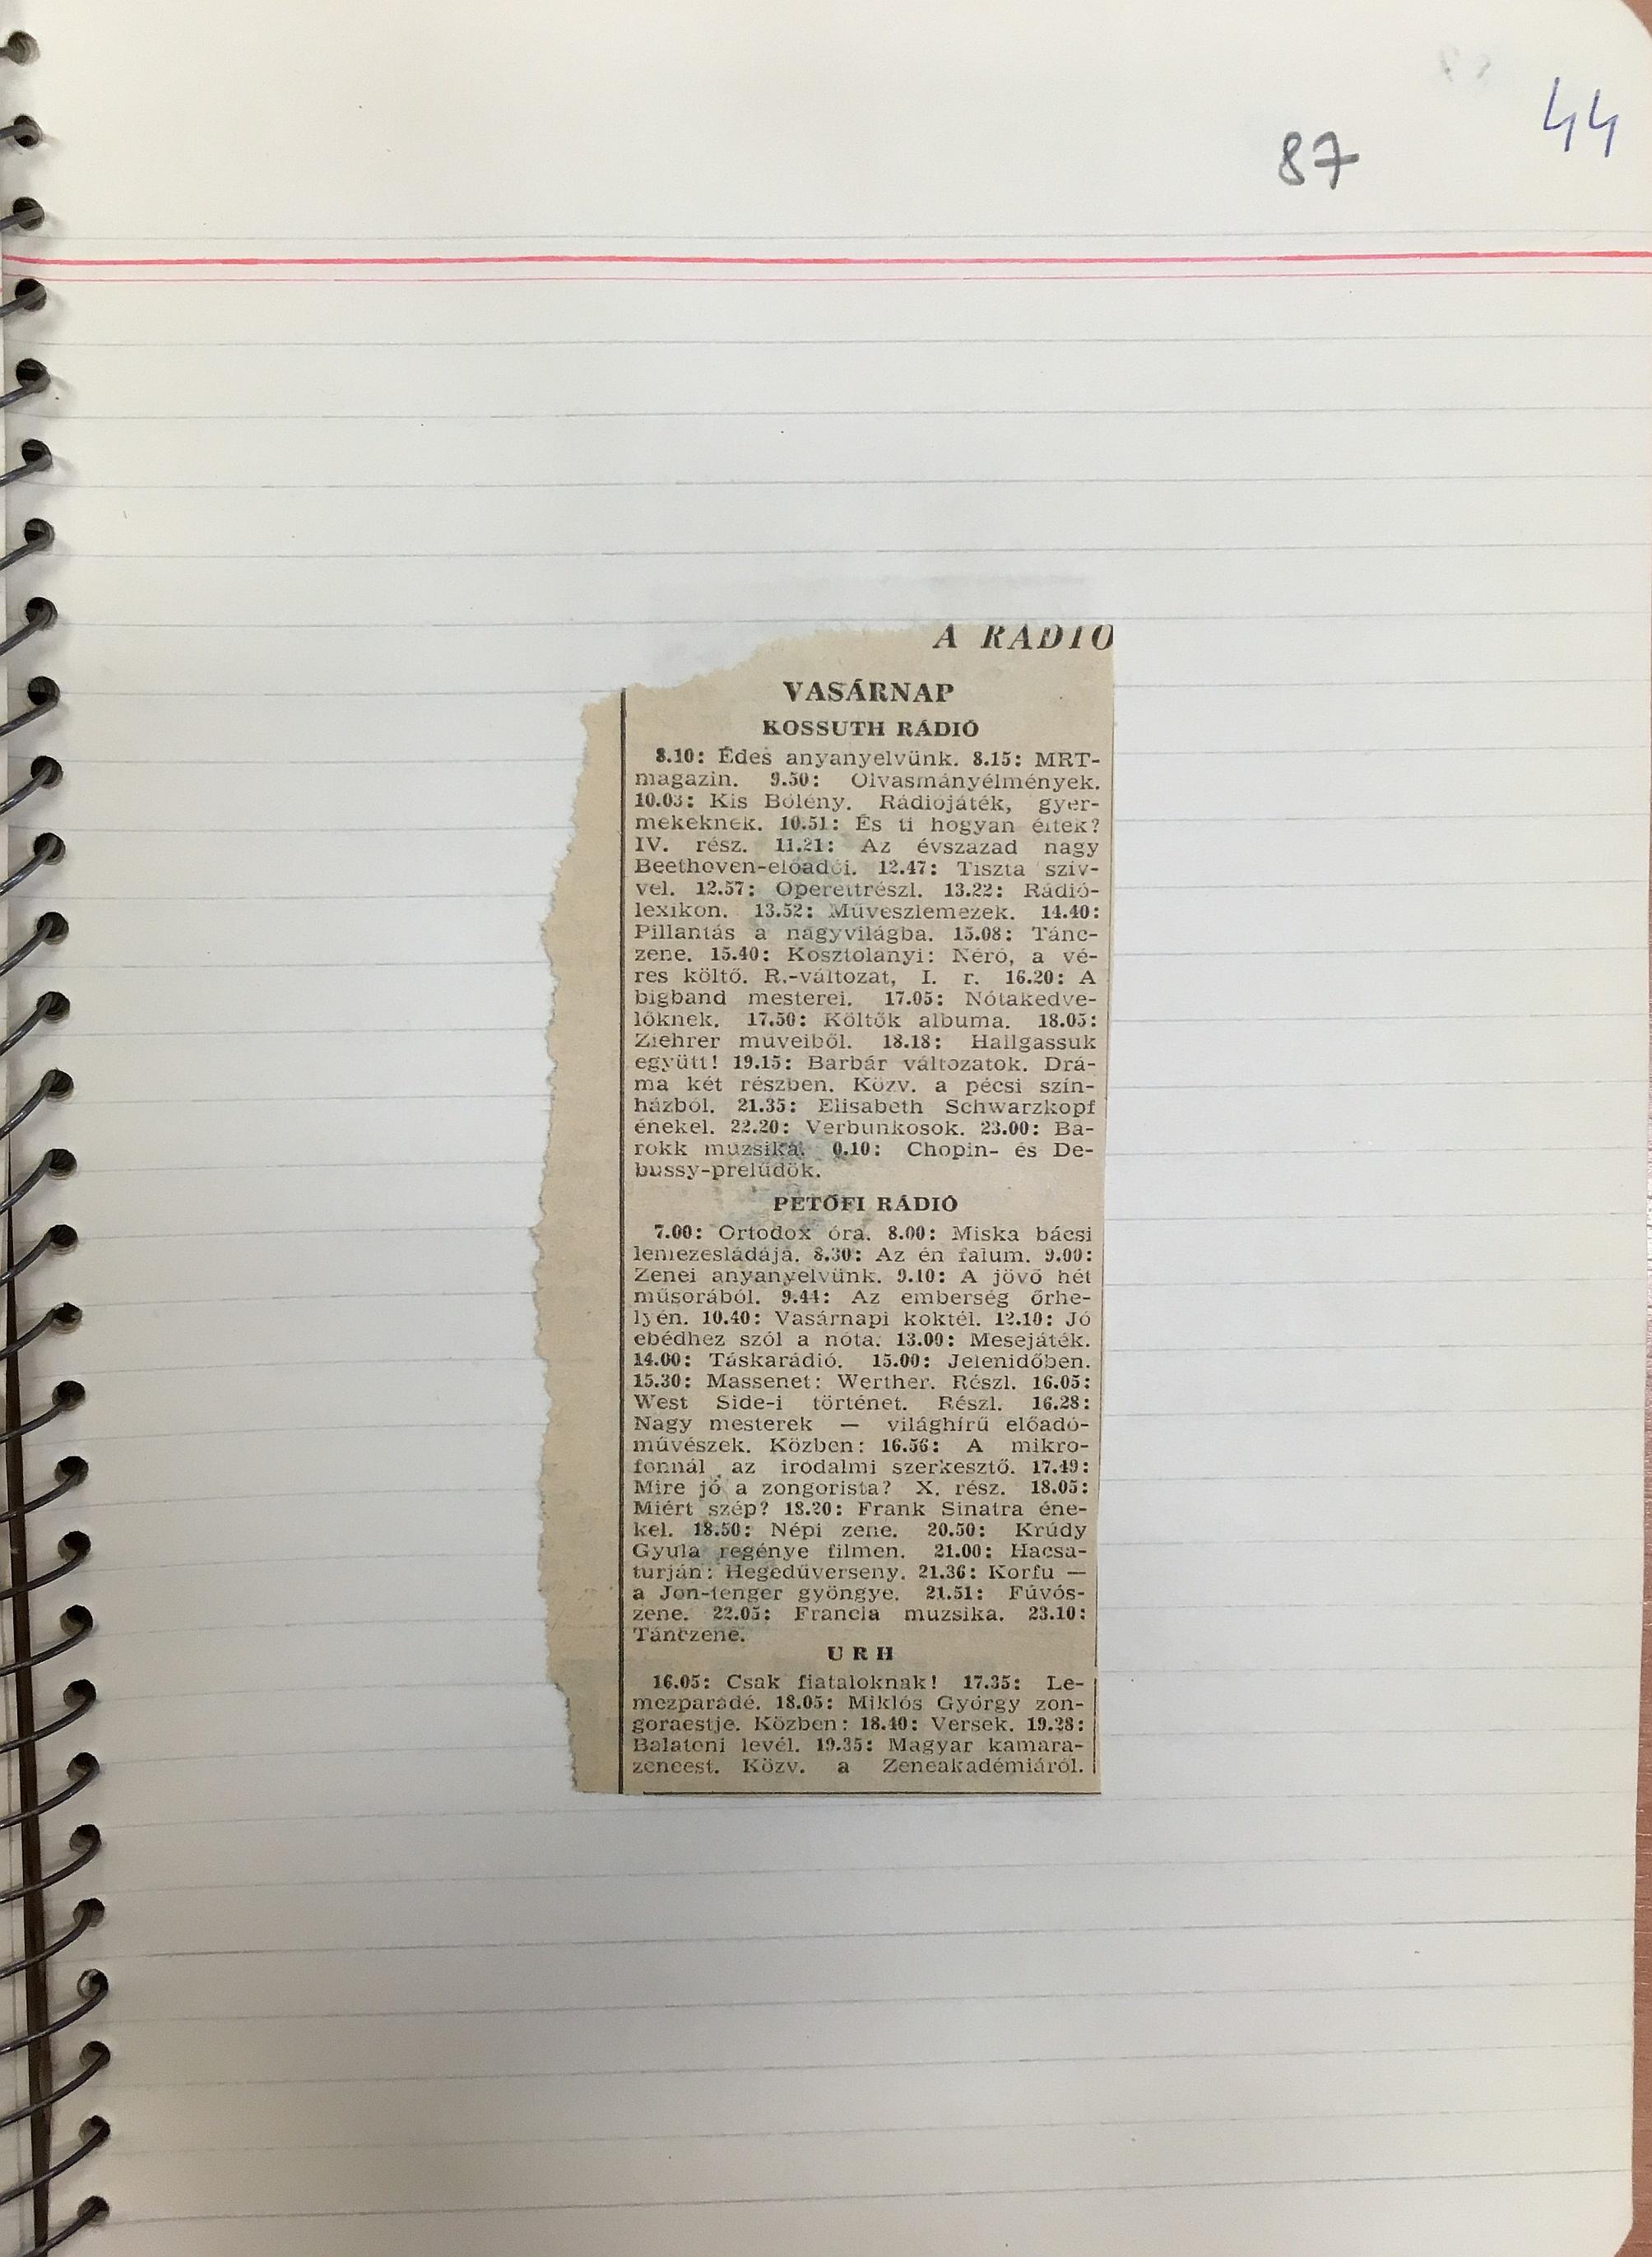 44
87
A RÁDIÓ
VASÁRNAP
KOSSUTH RÁDIÓ
8.10: Édes anyanyelvünk. 8.15: MRT-
magazin. 9.50: Olvasmányélmények.
10.03: Kis Bölény. Rádiójáték, gyer-
mekeknek. 10.51: És ti hogyan éltek?
IV. rész. 11.21: Az évszazad nagy
Beethoven-előadói. 12.47: Tiszta szív-
vel. 12.57: Operettrészl. 13.22: Rádió-
lexikon. 13.52: Művészlemezek. 14.40:
Pillantás a nagyvilágba. 15.08: Tánc-
zene. 15.40: Kosztolányi: Néró, a vé-
res költő. R.-változat, I. r. 16.20: A
bigband mesterei. 17.05: Nótakedve-
lőknek. 17.50: Költők albuma. 18.05:
Ziehrer műveiből. 18.18: Hallgassuk
együtt! 19.15: Barbár változatok. Drá-
ma két részben. Közv. a pécsi szín-
házból. 21.35: Elisabeth Schwarzkopf
énekel. 22.20: Verbunkosok. 23.00: Ba-
rokk muzsika. 0.10: Chopin- és De-
bussy-prelüdök.
PETŐFI RÁDIÓ
7.00: Ortodox óra. 8.00: Miska bácsi
lemezesládája. 8.30: Az én falum. 9.00:
Zenei anyanyelvünk. 9.10: A jövő hét
műsorából. 9.44: Az emberség őrhe-
lyén. 10.40: Vasárnapi koktél. 12.10: Jó
ebédhez szól a nóta. 13.00: Mesejáték.
14.00: Táskarádió. 15.00: Jelenidőben.
15.30: Massenet: Werther. Részl. 16.05:
West Side-i történet. Részl. 16.28:
Nagy mesterek — világhírű előadó-
művészek. Közben: 16.56: A mikro-
fonnál az irodalmi szerkesztő. 17.49:
Mire jó a zongorista? X. rész. 18.05:
Miért szép? 18.20: Frank Sinatra éne-
kel. 18.50: Népi zene. 20.50: Krúdy
Gyula regénye filmen. 21.00: Hacsa-
turján: Hegedűverseny. 21.36: Korfu —
a Jon-tenger gyöngye. 21.51: Fúvós-
zene. 22.05: Francia muzsika. 23.10:
Tánczene.
URH
16.05: Csak fiataloknak! 17.35: Le-
mezparádé. 18.05: Miklós György zon-
goraestje. Közben: 18.40: Versek. 19.28:
Balatoni levél. 19.35: Magyar kamara-
zeneest. Közv. a Zeneakadémiáról.